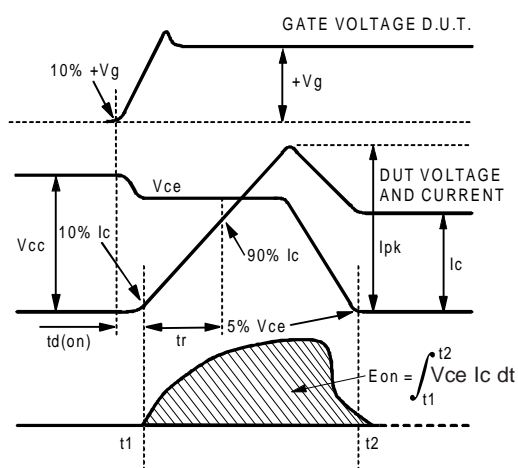 GATE VOLTAGE D.U.T.
10% +Vg
+Vg
DUT VOLTAGE
AND CURRENT
Vce
Vcc
10% Ic
90% Ic
Ipk
Ic
td(on)
tr
5% Vce
Eon = ∫ Vce Ic dt
t2
t1
t1
t2